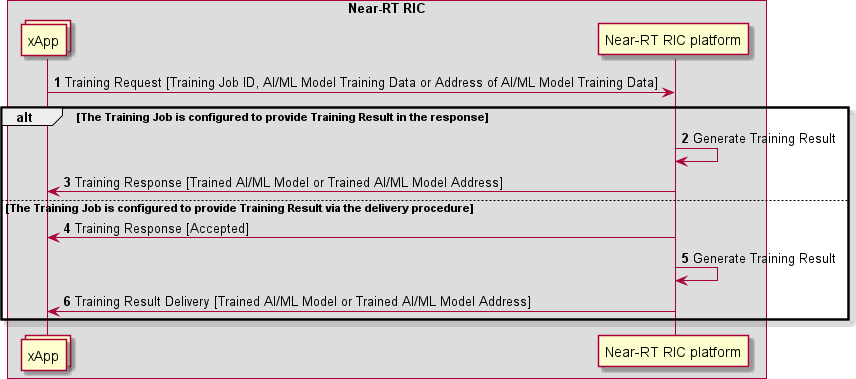 Near-RT RIC
xApp
Near-RT RIC platform
1 Training Request [Training Job ID, AI/ML Model Training Data or Address of AI/ML Model Training Data]
alt
[The Training Job is configured to provide Training Result in the response]
2 Generate Training Result
3 Training Response [Trained AI/ML Model or Trained AI/ML Model Address]
[The Training Job is configured to provide Training Result via the delivery procedure]
4 Training Response [Accepted]
5 Generate Training Result
6 Training Result Delivery [Trained AI/ML Model or Trained AI/ML Model Address]
xApp
Near-RT RIC platform